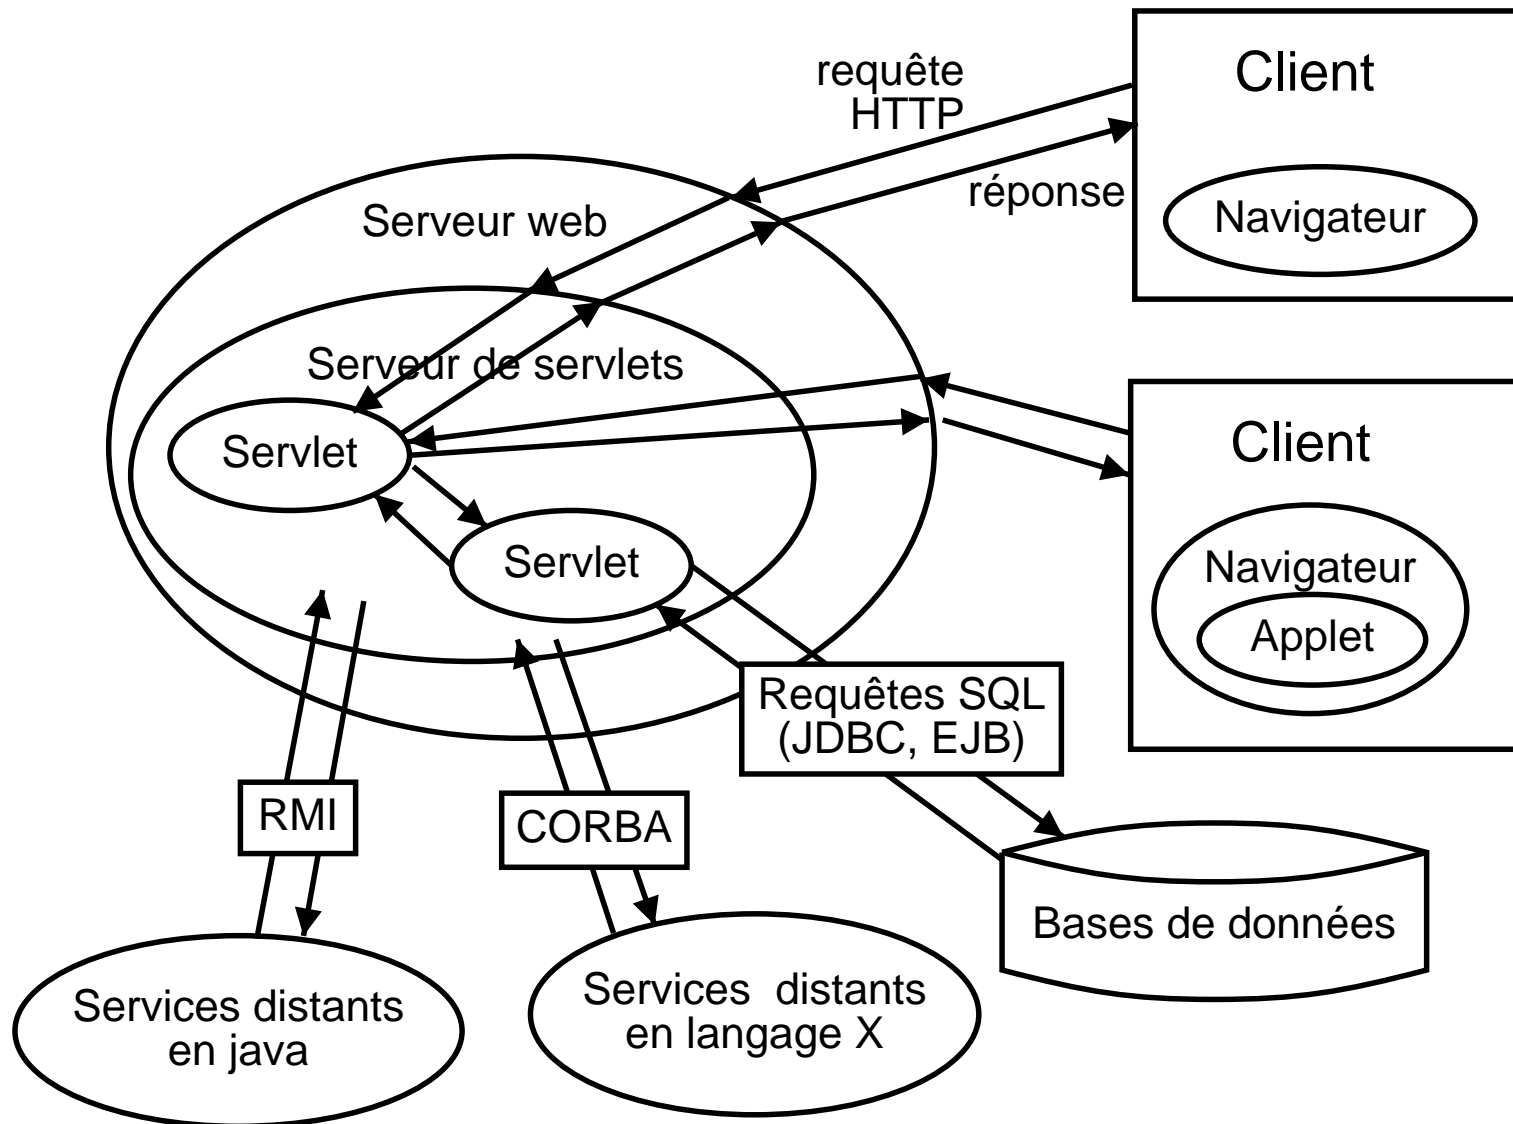 requête
HTTP
Client
réponse
Navigateur
Serveur web
Serveur de servlets
Servlet
Client
Servlet
Navigateur
Applet
Requêtes SQL
(JDBC, EJB)
RMI
CORBA
Bases de données
Services distants
en java
Services distants
en langage X